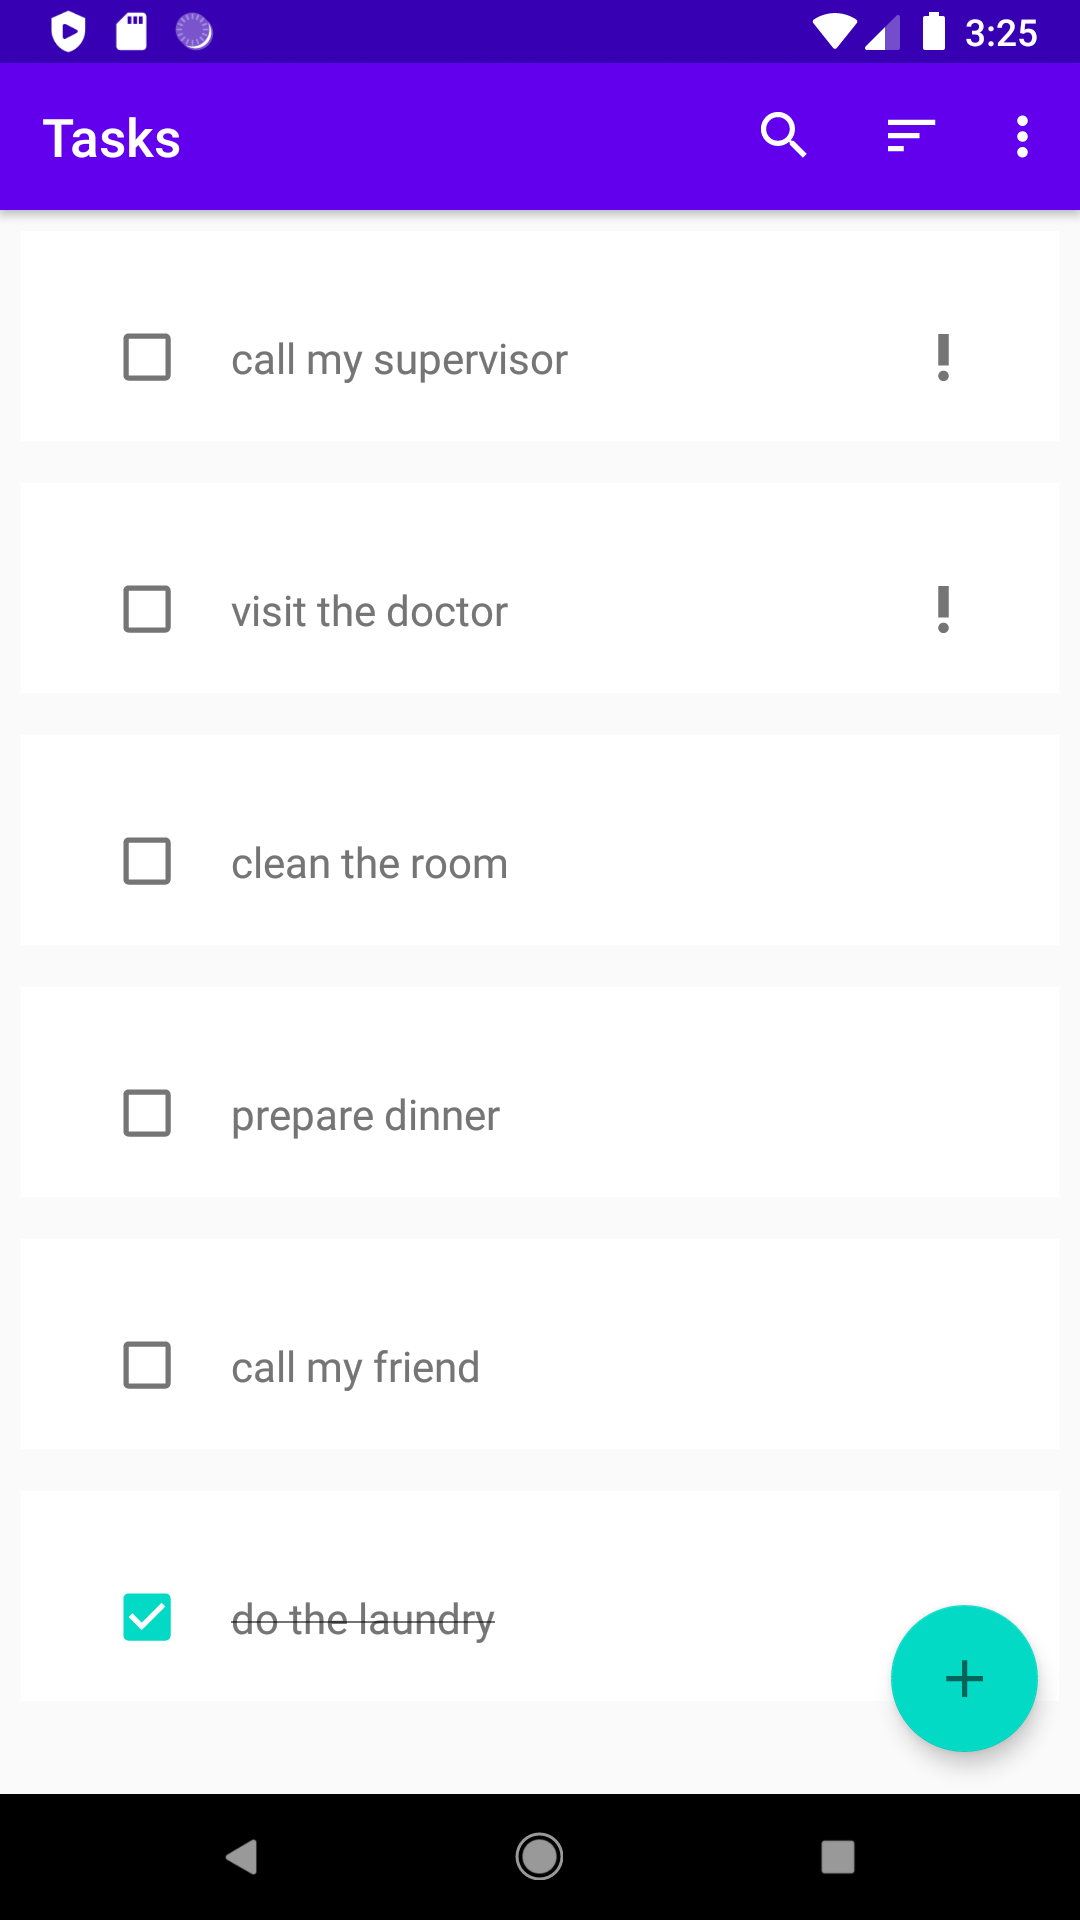 3:25
Tasks
call my supervisor
visit the doctor
clean the room
prepare dinner
call my friend
do the laundry